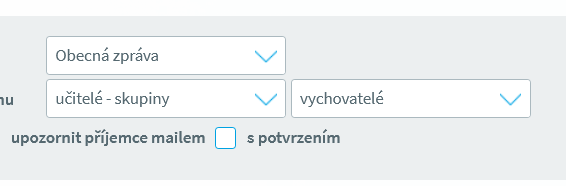 Obecná zpráva
učitelé - skupiny vychovatelé
upozornit příjemce mailem s potvrzením